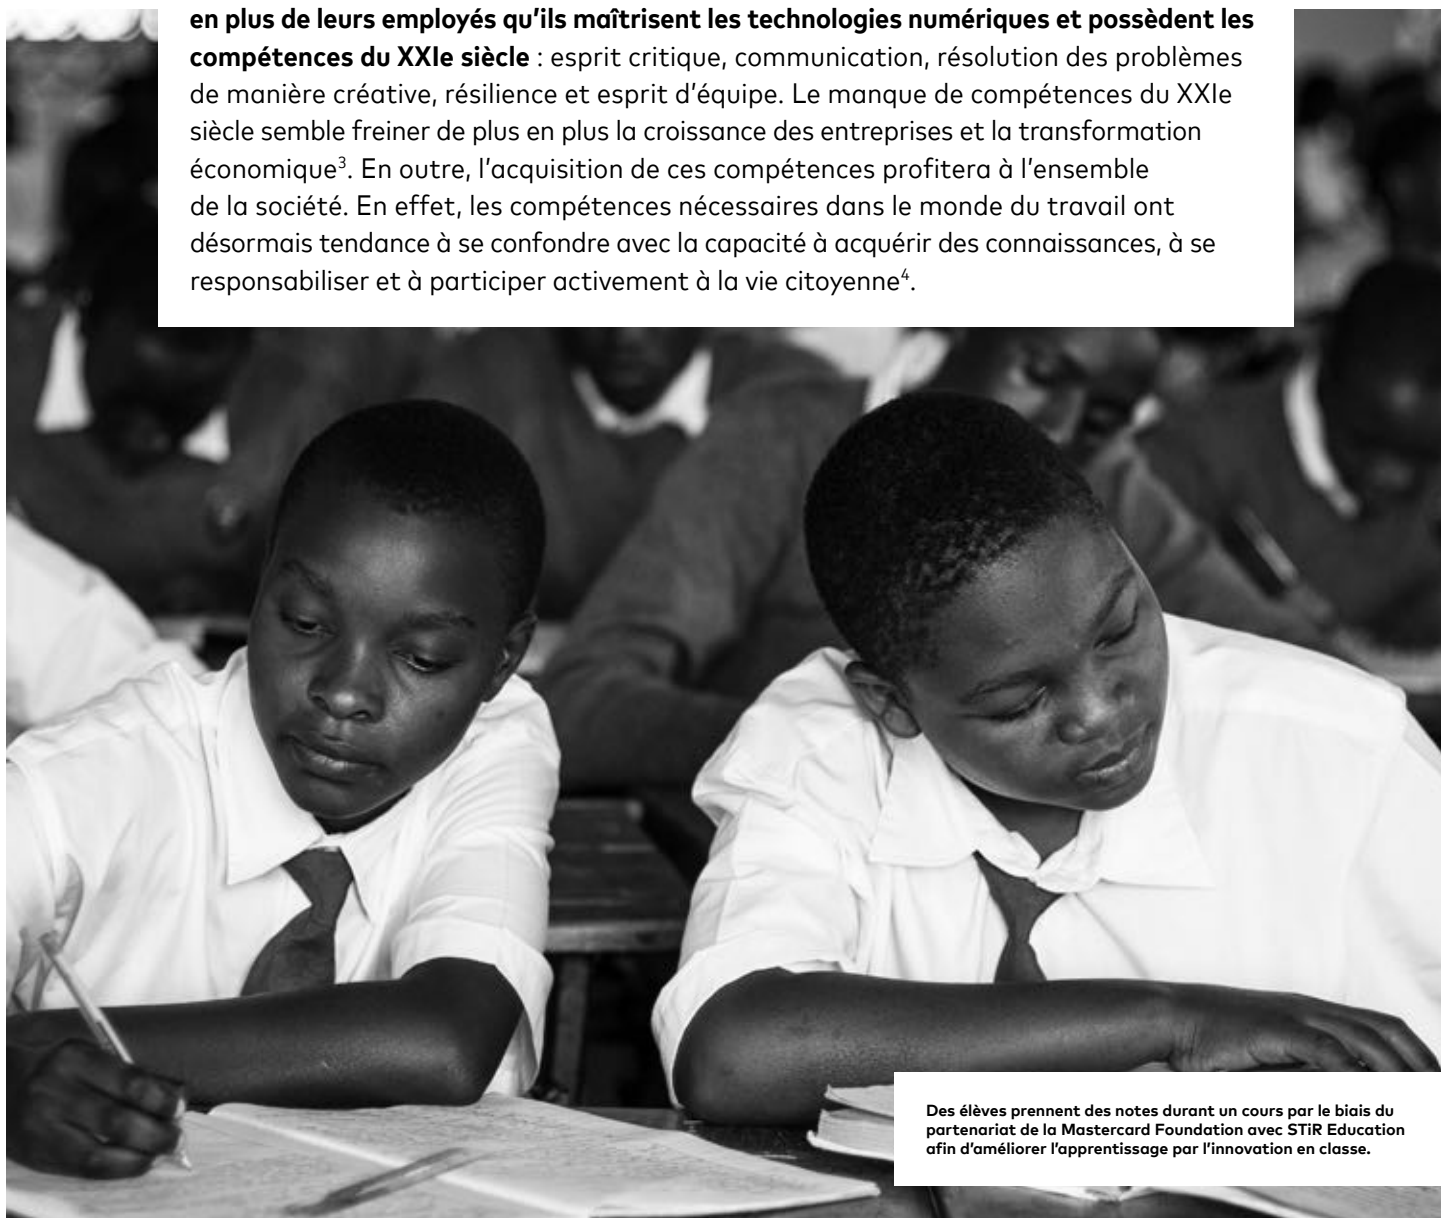 en plus de leurs employés qu’ils maîtrisent les technologies numériques et possèdent les
compétences du XXIe siècle : esprit critique, communication, résolution des problèmes
de manière créative, résilience et esprit d’équipe. Le manque de compétences du XXIe
siècle semble freiner de plus en plus la croissance des entreprises et la transformation
économique³. En outre, l’acquisition de ces compétences profitera à l’ensemble
de la société. En effet, les compétences nécessaires dans le monde du travail ont
désormais tendance à se confondre avec la capacité à acquérir des connaissances, à se
responsabiliser et à participer activement à la vie citoyenne⁴.
Des élèves prennent des notes durant un cours par le biais du
partenariat de la Mastercard Foundation avec STiR Education
afin d’améliorer l’apprentissage par l’innovation en classe.